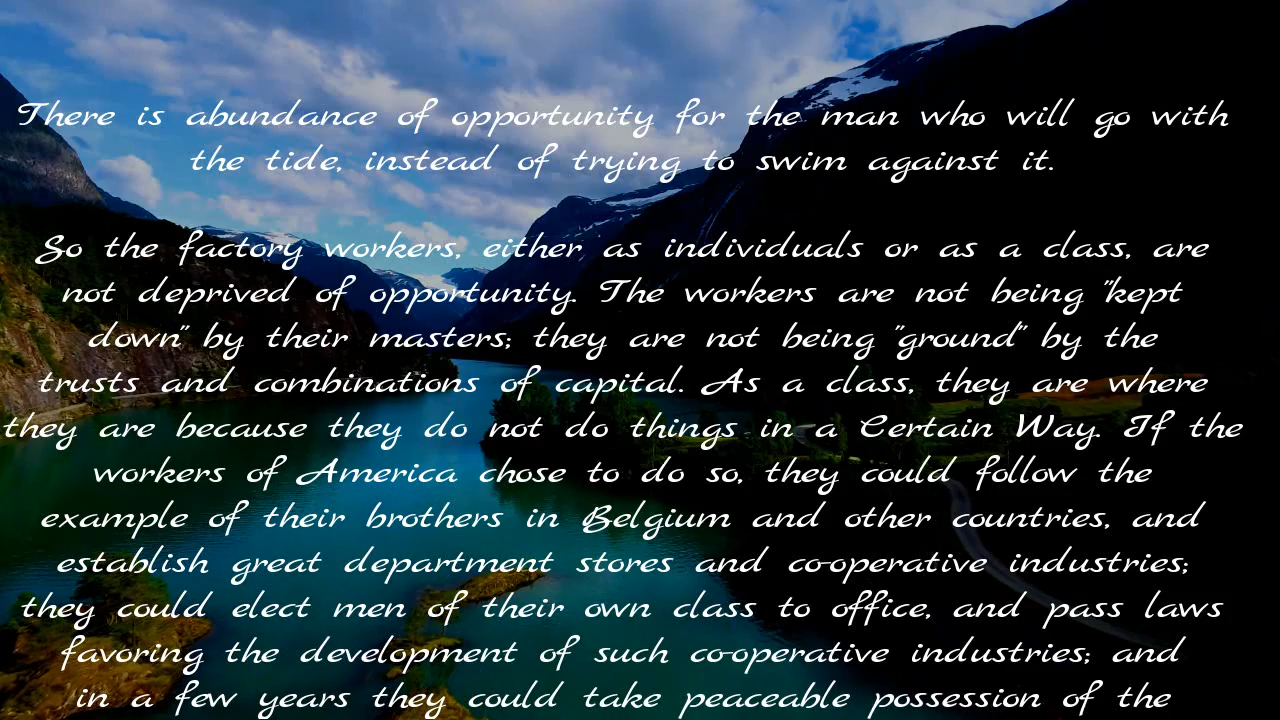 There is abundance of opportunity for the man who will go with
the tide, instead of trying to swim against it.
So the factory workers, either as individuals or as a class, are
not deprived of opportunity. The workers are not being "kept
down" by their masters; they are not being "ground" by the
trusts and combinations of capital. As a class, they are where
they are because they do not do things in a Certain Way. If the
workers of America chose to do so, they could follow the
example of their brothers in Belgium and other countries, and
establish great department stores and co-operative industries;
they could elect men of their own class to office, and pass laws
favoring the development of such co-operative industries; and
in a few years they could take peaceable possession of the